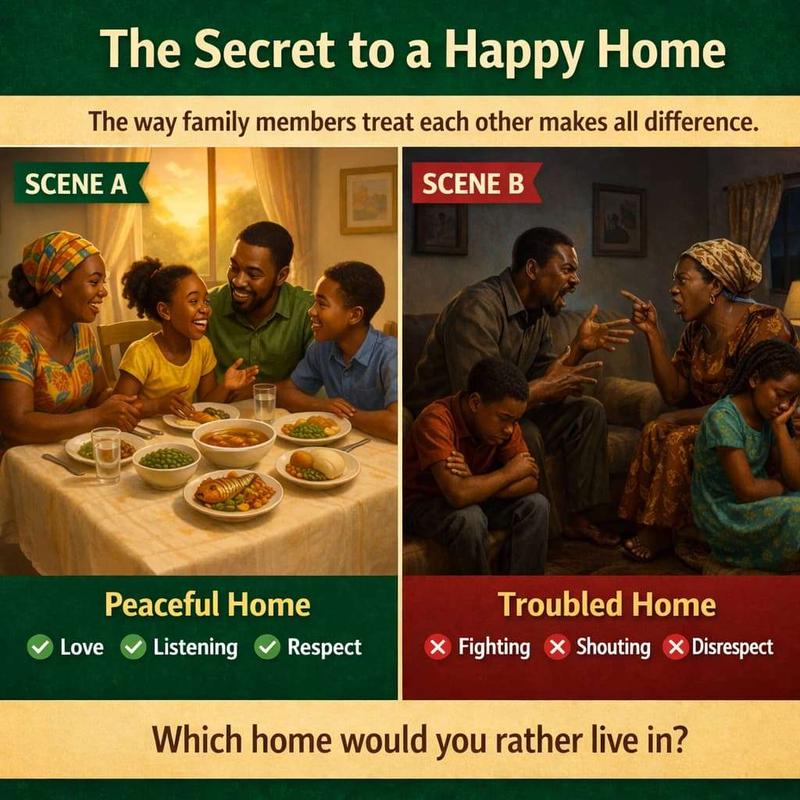 The Secret to a Happy Home
The way family members treat each other makes all difference.
SCENE A
SCENE B
Peaceful Home
Love Listening Respect
Troubled Home
Fighting Shouting Disrespect
Which home would you rather live in?